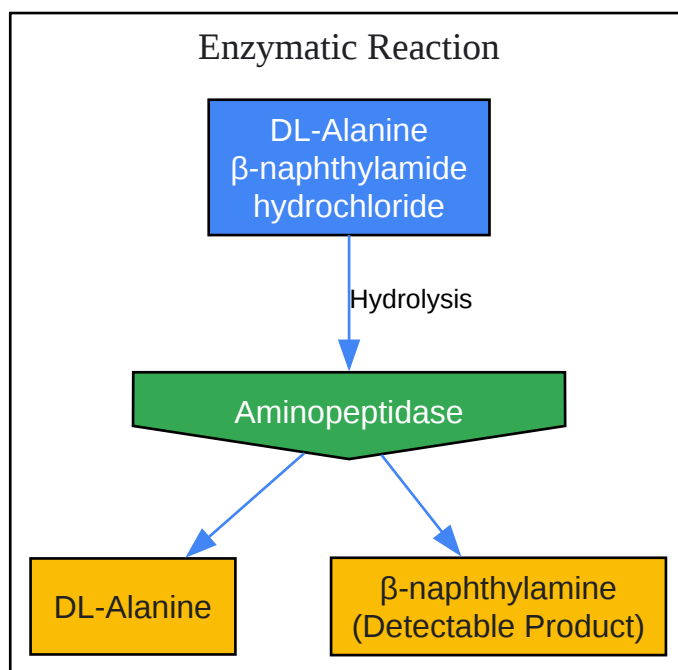 Enzymatic Reaction
DL-Alanine
β-naphthylamide
hydrochloride
Hydrolysis
Aminopeptidase
DL-Alanine
β-naphthylamine
(Detectable Product)